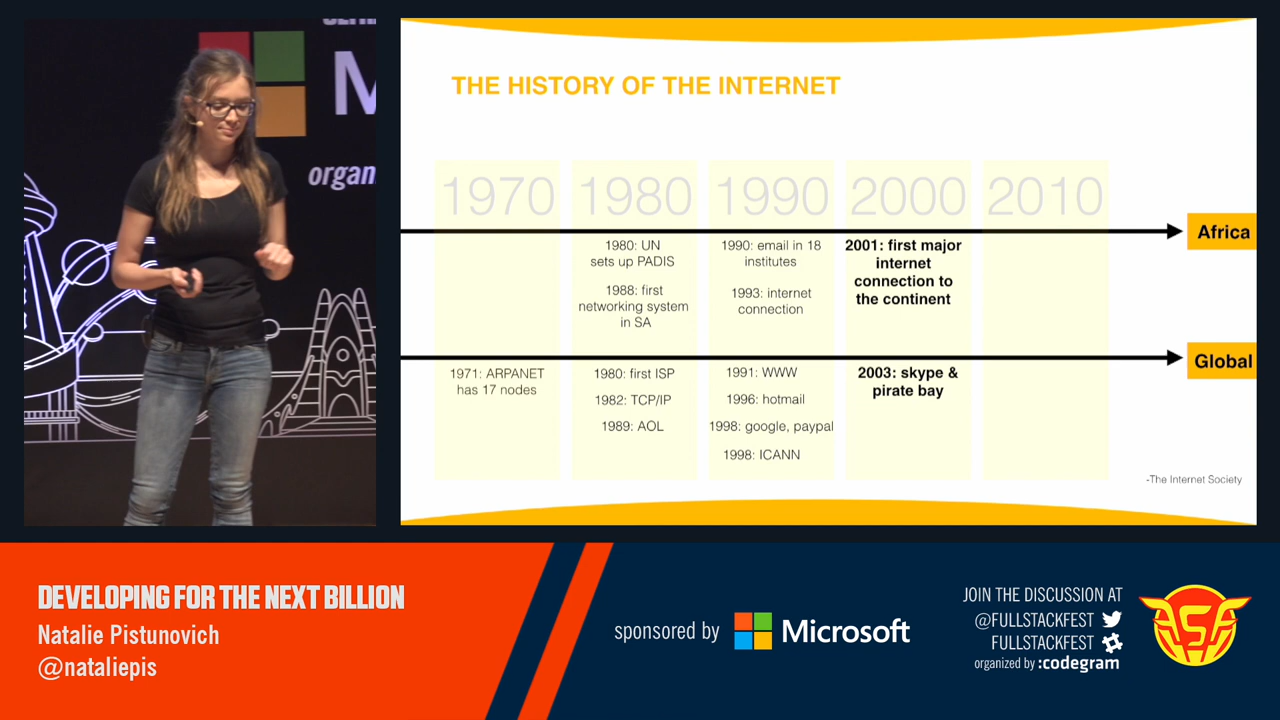 M
organ
THE HISTORY OF THE INTERNET
1970
1980
1990
2000
2010
Africa
1980: UN
sets up PADIS
1988: first
networking system
in SA
1990: email in 18
institutes
1993: internet
connection
2001: first major
internet
connection to
the continent
Global
1971: ARPANET
has 17 nodes
1980: first ISP
1982: TCP/IP
1989: AOL
1991: WWW
1996: hotmail
1998: google, paypal
1998: ICANN
2003: skype &
pirate bay
-The Internet Society
DEVELOPING FOR THE NEXT BILLION
Natalie Pistunovich
@nataliepis
sponsored by Microsoft
JOIN THE DISCUSSION AT
@FULLSTACKFEST
FULLSTACKFEST
organized by :codegram
FSF